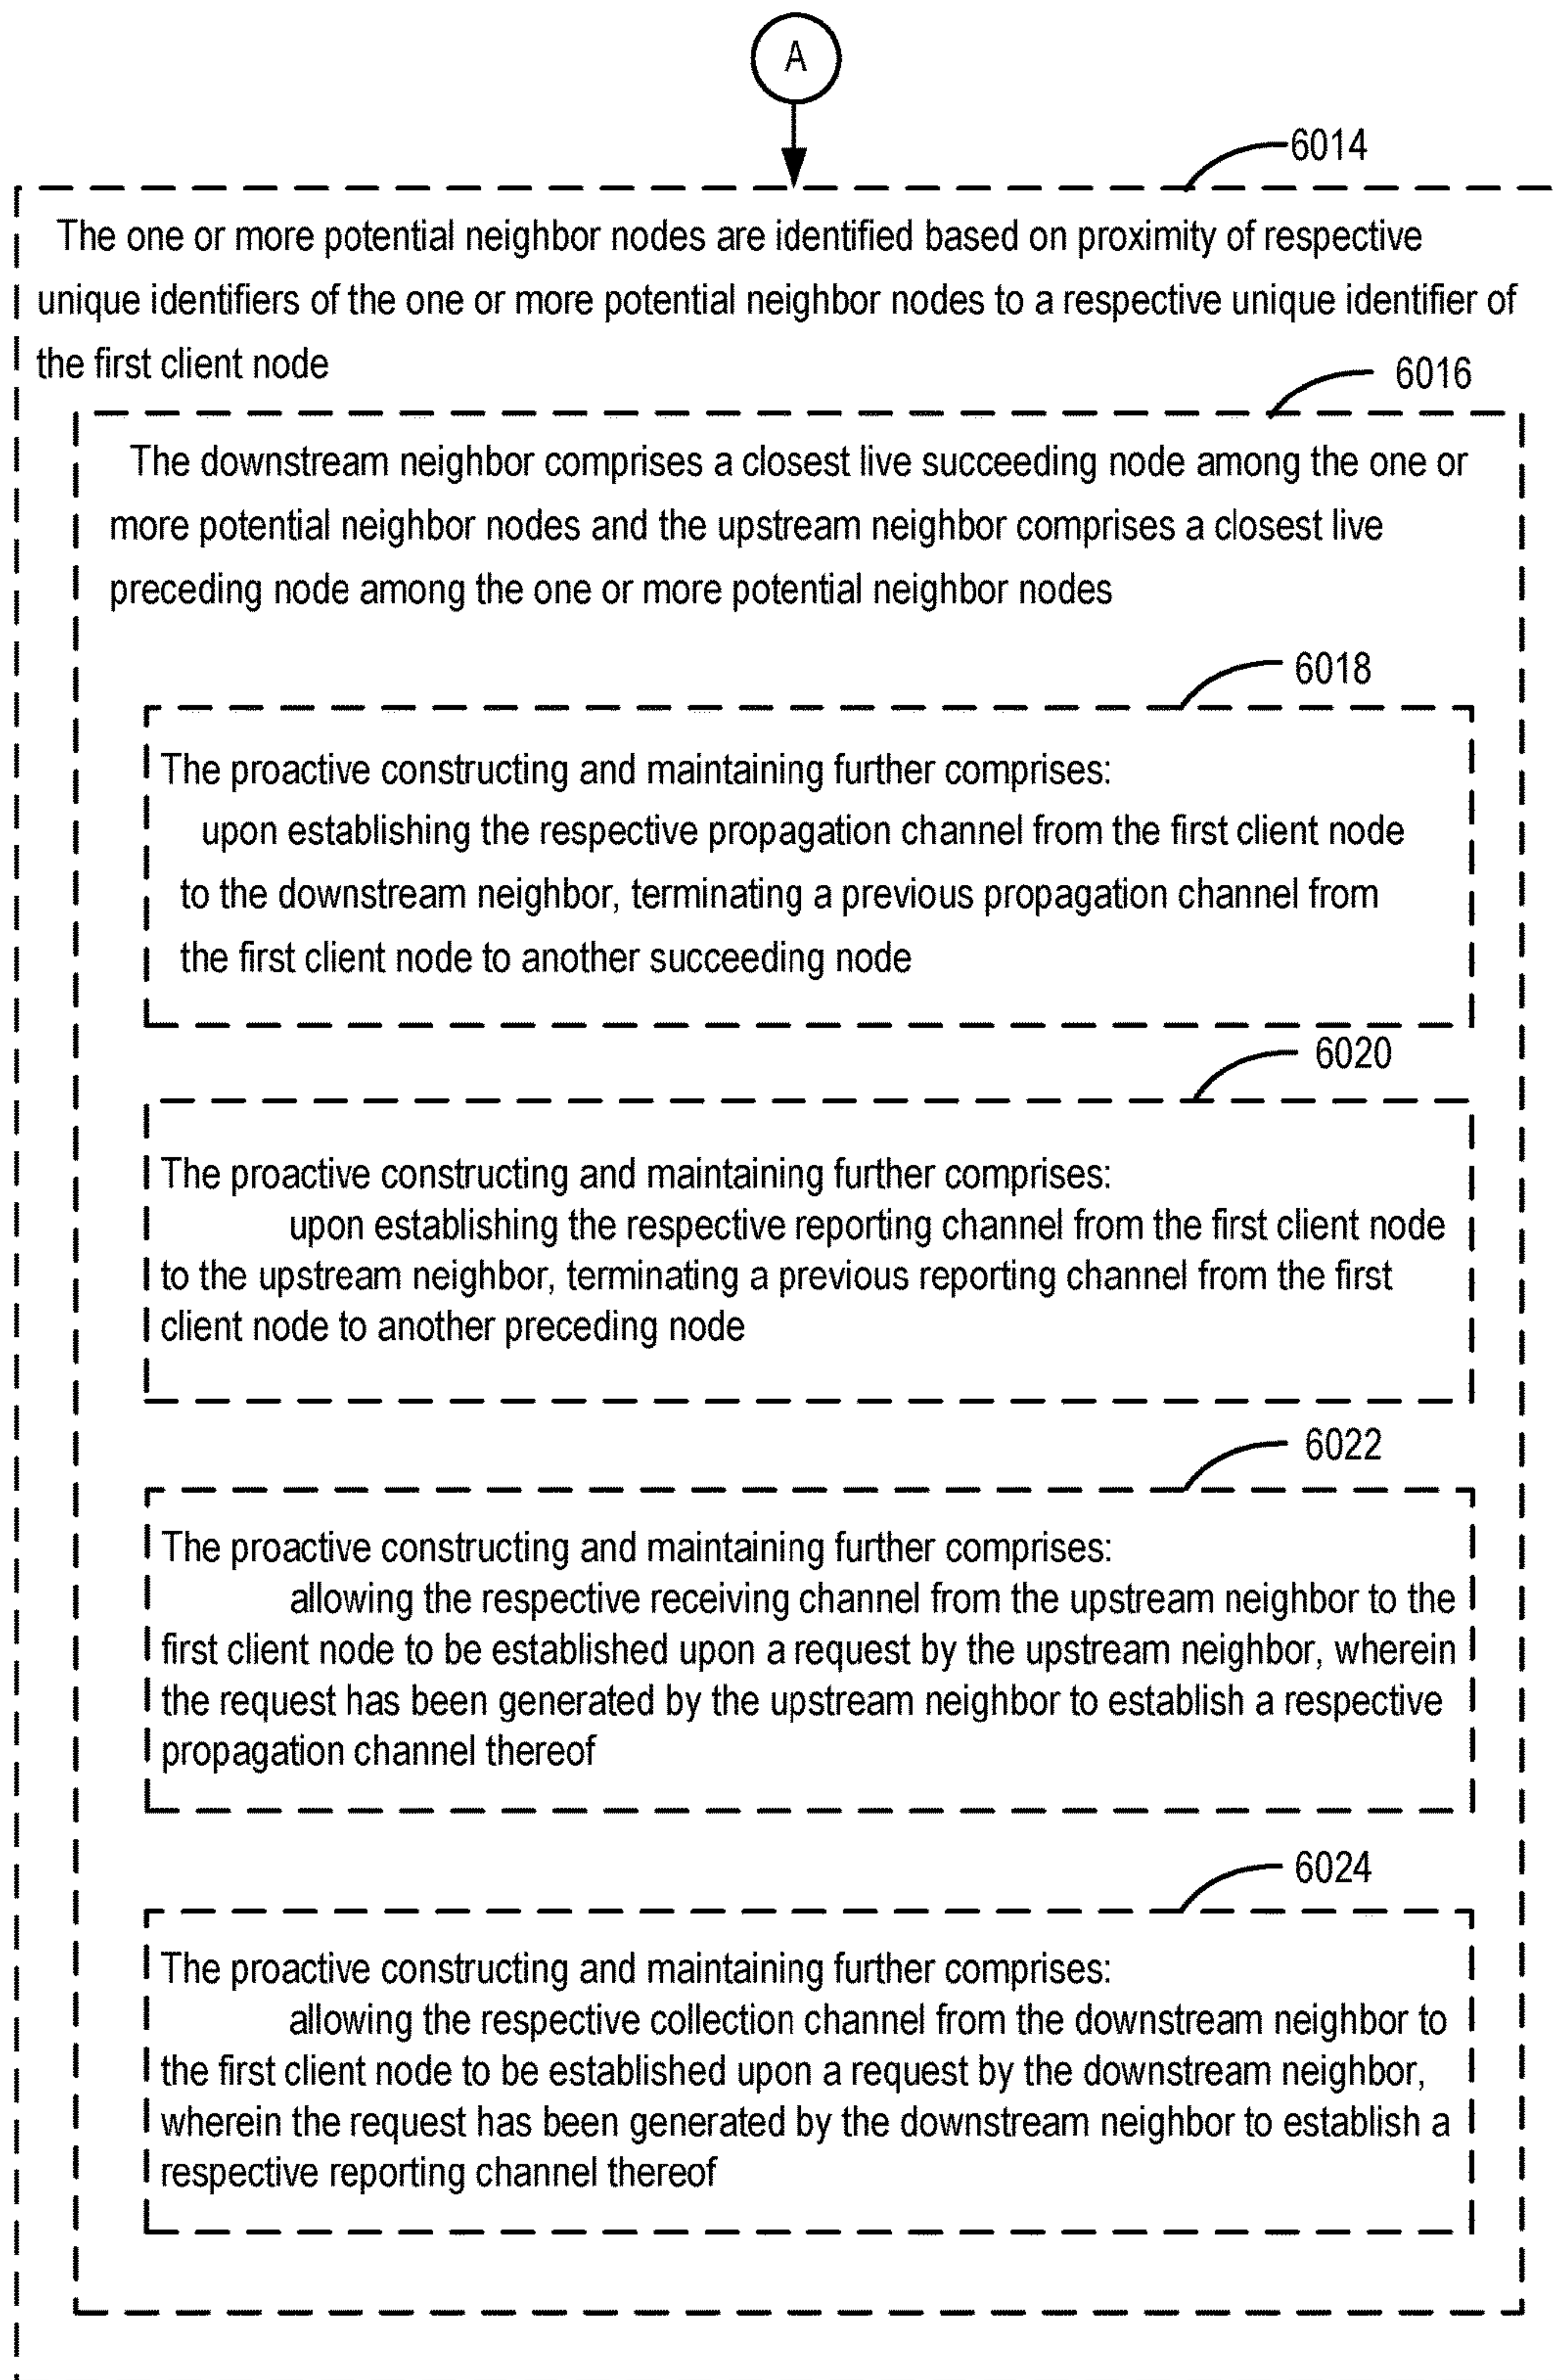 A
6014
The one or more potential neighbor nodes are identified based on proximity of respective
unique identifiers of the one or more potential neighbor nodes to a respective unique identifier of
the first client node
6016
The downstream neighbor comprises a closest live succeeding node among the one or
more potential neighbor nodes and the upstream neighbor comprises a closest live
preceding node among the one or more potential neighbor nodes
6018
The proactive constructing and maintaining further comprises:
upon establishing the respective propagation channel from the first client node
to the downstream neighbor, terminating a previous propagation channel from
the first client node to another succeeding node
6020
The proactive constructing and maintaining further comprises:
upon establishing the respective reporting channel from the first client node
to the upstream neighbor, terminating a previous reporting channel from the first
client node to another preceding node
6022
The proactive constructing and maintaining further comprises:
allowing the respective receiving channel from the upstream neighbor to the
first client node to be established upon a request by the upstream neighbor, wherein
the request has been generated by the upstream neighbor to establish a respective
propagation channel thereof
6024
The proactive constructing and maintaining further comprises:
allowing the respective collection channel from the downstream neighbor to
the first client node to be established upon a request by the downstream neighbor,
wherein the request has been generated by the downstream neighbor to establish a
respective reporting channel thereof